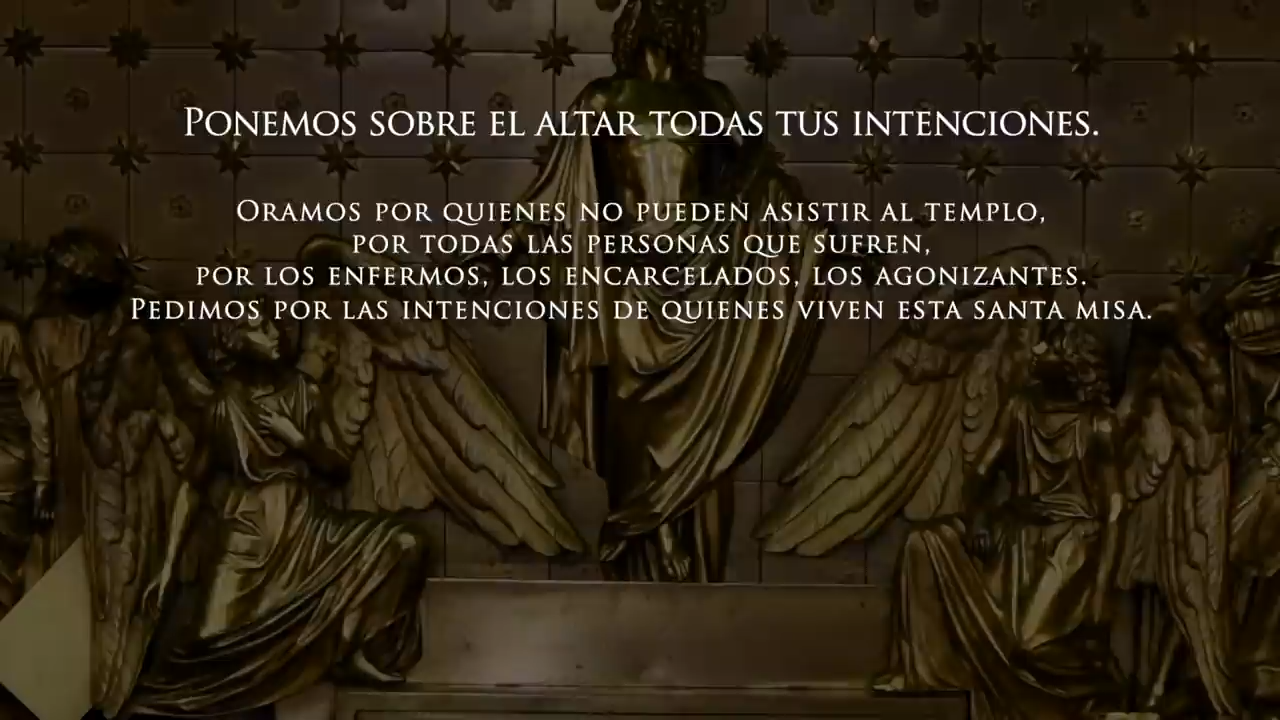 Ponemos sobre el altar todas tus intenciones.
Oramos por quienes no pueden asistir al templo,
por todas las personas que sufren,
por los enfermos, los encarcelados, los agonizantes.
Pedimos por las intenciones de quienes viven esta santa misa.